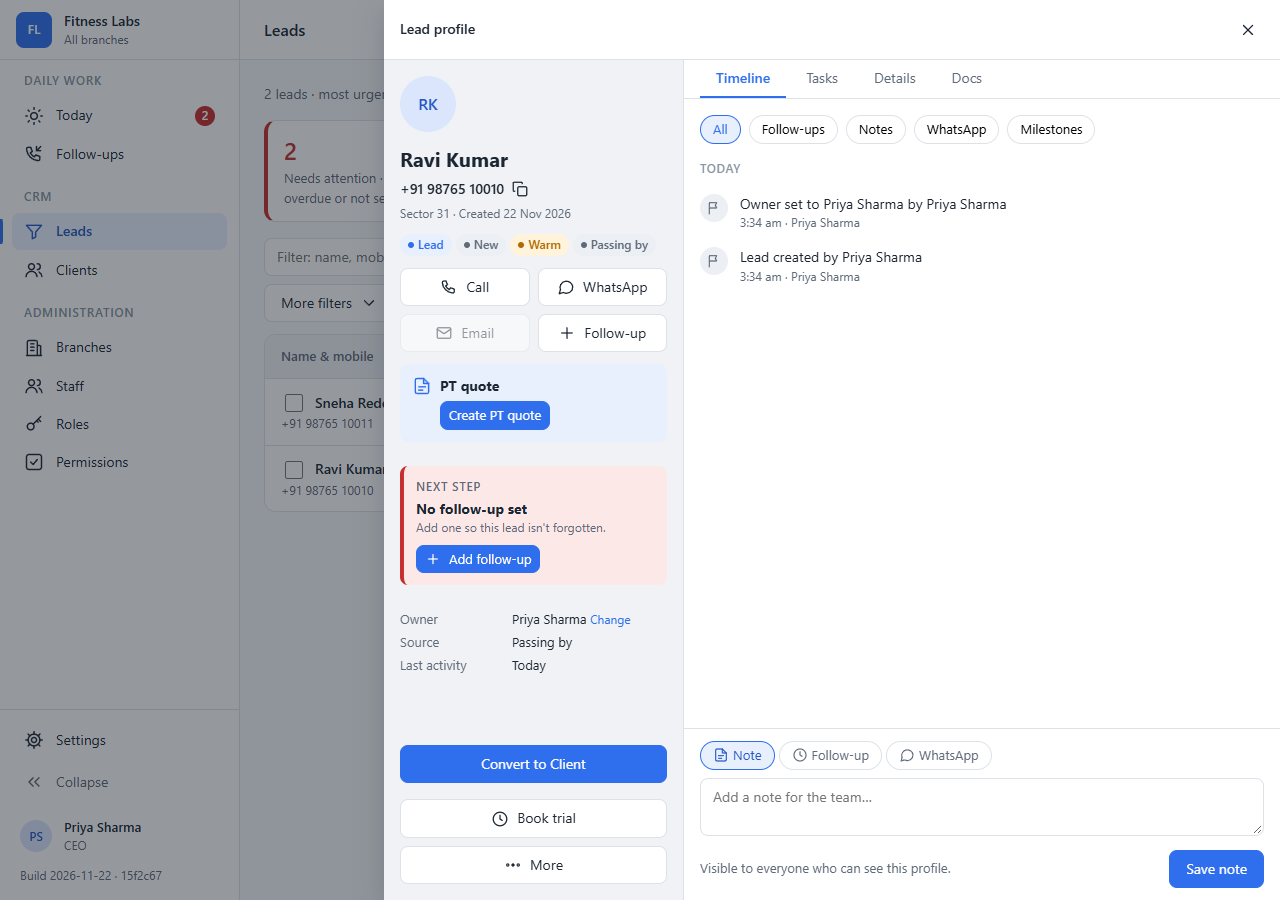 FL
Fitness Labs
All branches
DAILY WORK
Today
2
Follow-ups
CRM
Leads
Clients
ADMINISTRATION
Branches
Staff
Roles
Permissions
Settings
Collapse
PS
Priya Sharma
CEO
Build 2026-11-22 · 15f2c67
Leads
2 leads · most urgen
2
Needs attention ·
overdue or not se
Filter: name, mob
More filters
Name & mobile
Sneha Redd
+91 98765 10011
Ravi Kumar
+91 98765 10010
Lead profile
RK
Ravi Kumar
+91 98765 10010
Sector 31 · Created 22 Nov 2026
Lead
New
Warm
Passing by
Call
WhatsApp
Email
Follow-up
PT quote
Create PT quote
NEXT STEP
No follow-up set
Add one so this lead isn't forgotten.
Add follow-up
Owner Priya Sharma Change
Source Passing by
Last activity Today
Convert to Client
Book trial
More
Timeline
Tasks
Details
Docs
All
Follow-ups
Notes
WhatsApp
Milestones
TODAY
Owner set to Priya Sharma by Priya Sharma
3:34 am · Priya Sharma
Lead created by Priya Sharma
3:34 am · Priya Sharma
Note
Follow-up
WhatsApp
Add a note for the team...
Visible to everyone who can see this profile.
Save note